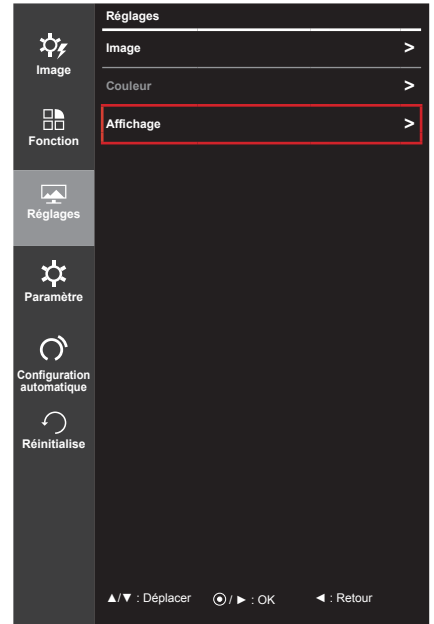 Réglages
Image >
Couleur >
Affichage >
Image
Fonction
Réglages
Paramètre
Configuration
automatique
Réinitialise
▲/▼ : Déplacer ⦿ / ► : OK ◄ : Retour